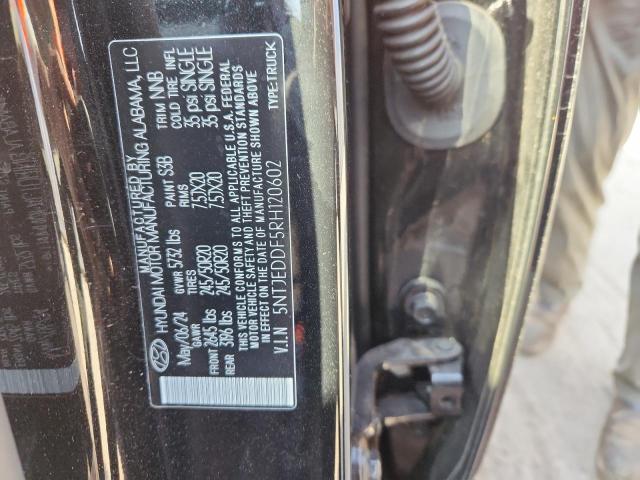 MANUFACTURED BY
HYUNDAI MOTOR MANUFACTURING ALABAMA, LLC
May/06/24 GVWR 5732 lbs PAINT S3B TRIM NNB
GAWR TIRES RIMS COLD TIRE INFL
FRONT 2645 lbs 245/50R20 7.5JX20 35 psi SINGLE
REAR 3196 lbs 245/50R20 7.5JX20 35 psi SINGLE
THIS VEHICLE CONFORMS TO ALL APPLICABLE U.S.A. FEDERAL
MOTOR VEHICLE SAFETY AND THEFT PREVENTION STANDARDS
IN EFFECT ON THE DATE OF MANUFACTURE SHOWN ABOVE
V.I.N 5NTJEDDF5RH120602 TYPE:TRUCK